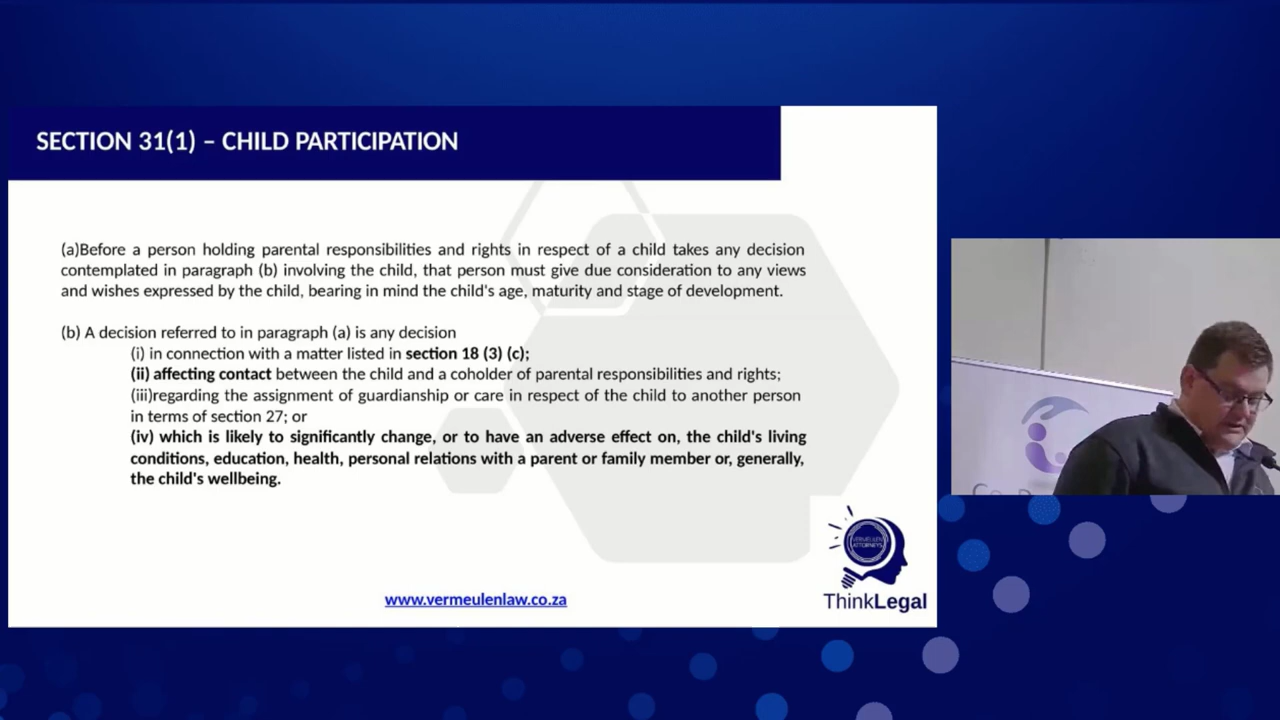 SECTION 31(1) – CHILD PARTICIPATION
(a)Before a person holding parental responsibilities and rights in respect of a child takes any decision
contemplated in paragraph (b) involving the child, that person must give due consideration to any views
and wishes expressed by the child, bearing in mind the child's age, maturity and stage of development.
(b) A decision referred to in paragraph (a) is any decision
(i) in connection with a matter listed in section 18 (3) (c);
(ii) affecting contact between the child and a coholder of parental responsibilities and rights;
(iii)regarding the assignment of guardianship or care in respect of the child to another person
in terms of section 27; or
(iv) which is likely to significantly change, or to have an adverse effect on, the child's living
conditions, education, health, personal relations with a parent or family member or, generally,
the child's wellbeing.
VERMEULEN
ATTORNEYS
ThinkLegal
www.vermeulenlaw.co.za